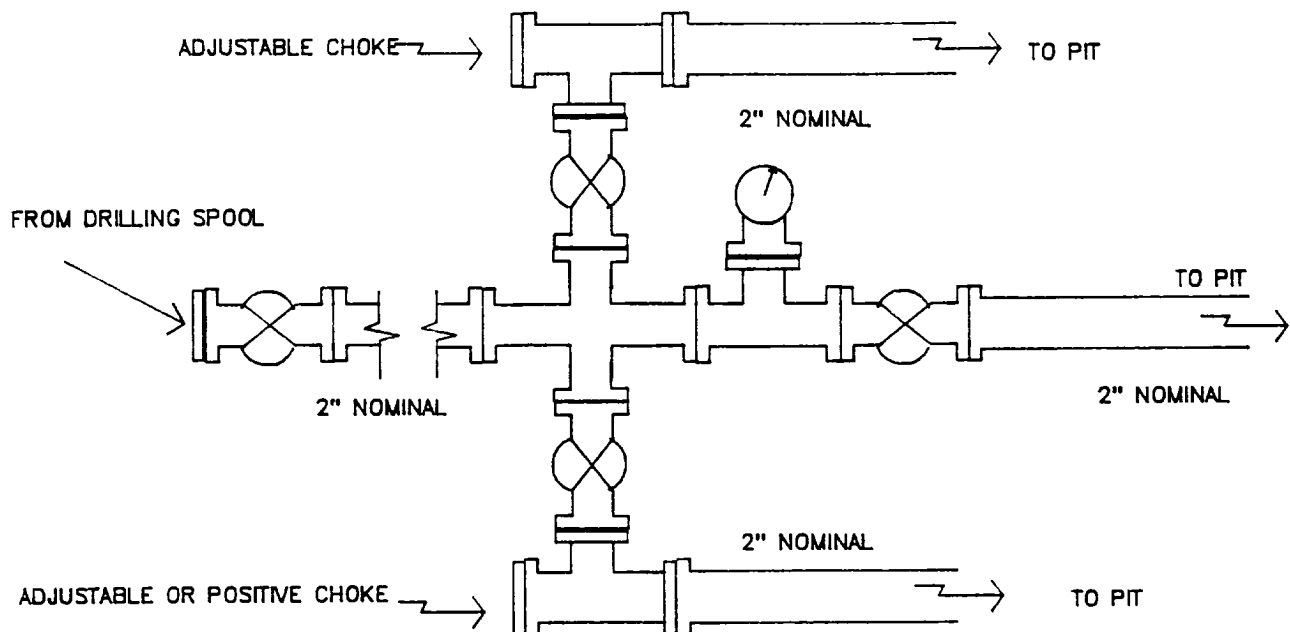 ADJUSTABLE CHOKE
TO PIT
2" NOMINAL
FROM DRILLING SPOOL
TO PIT
2" NOMINAL
2" NOMINAL
2" NOMINAL
ADJUSTABLE OR POSITIVE CHOKE
TO PIT